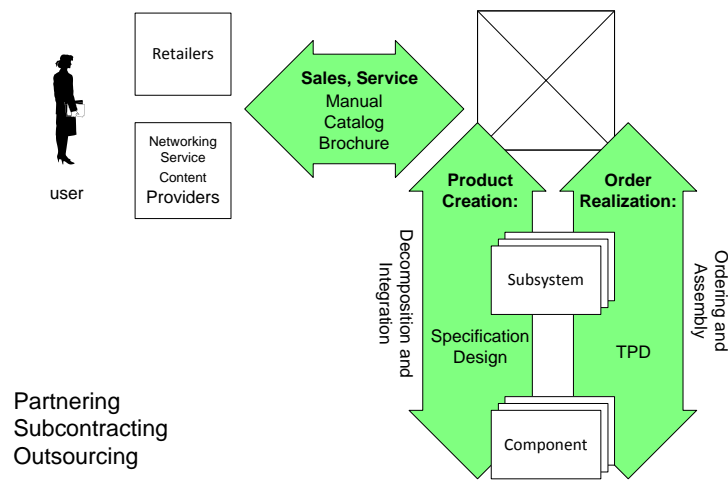 Retailers
Networking
Service
Content
Providers
user
Sales, Service
Manual
Catalog
Brochure
Product
Creation:
Order
Realization:
Decomposition and
Integration
Subsystem
Ordering and
Assembly
Specification
Design
TPD
Component
Partnering
Subcontracting
Outsourcing